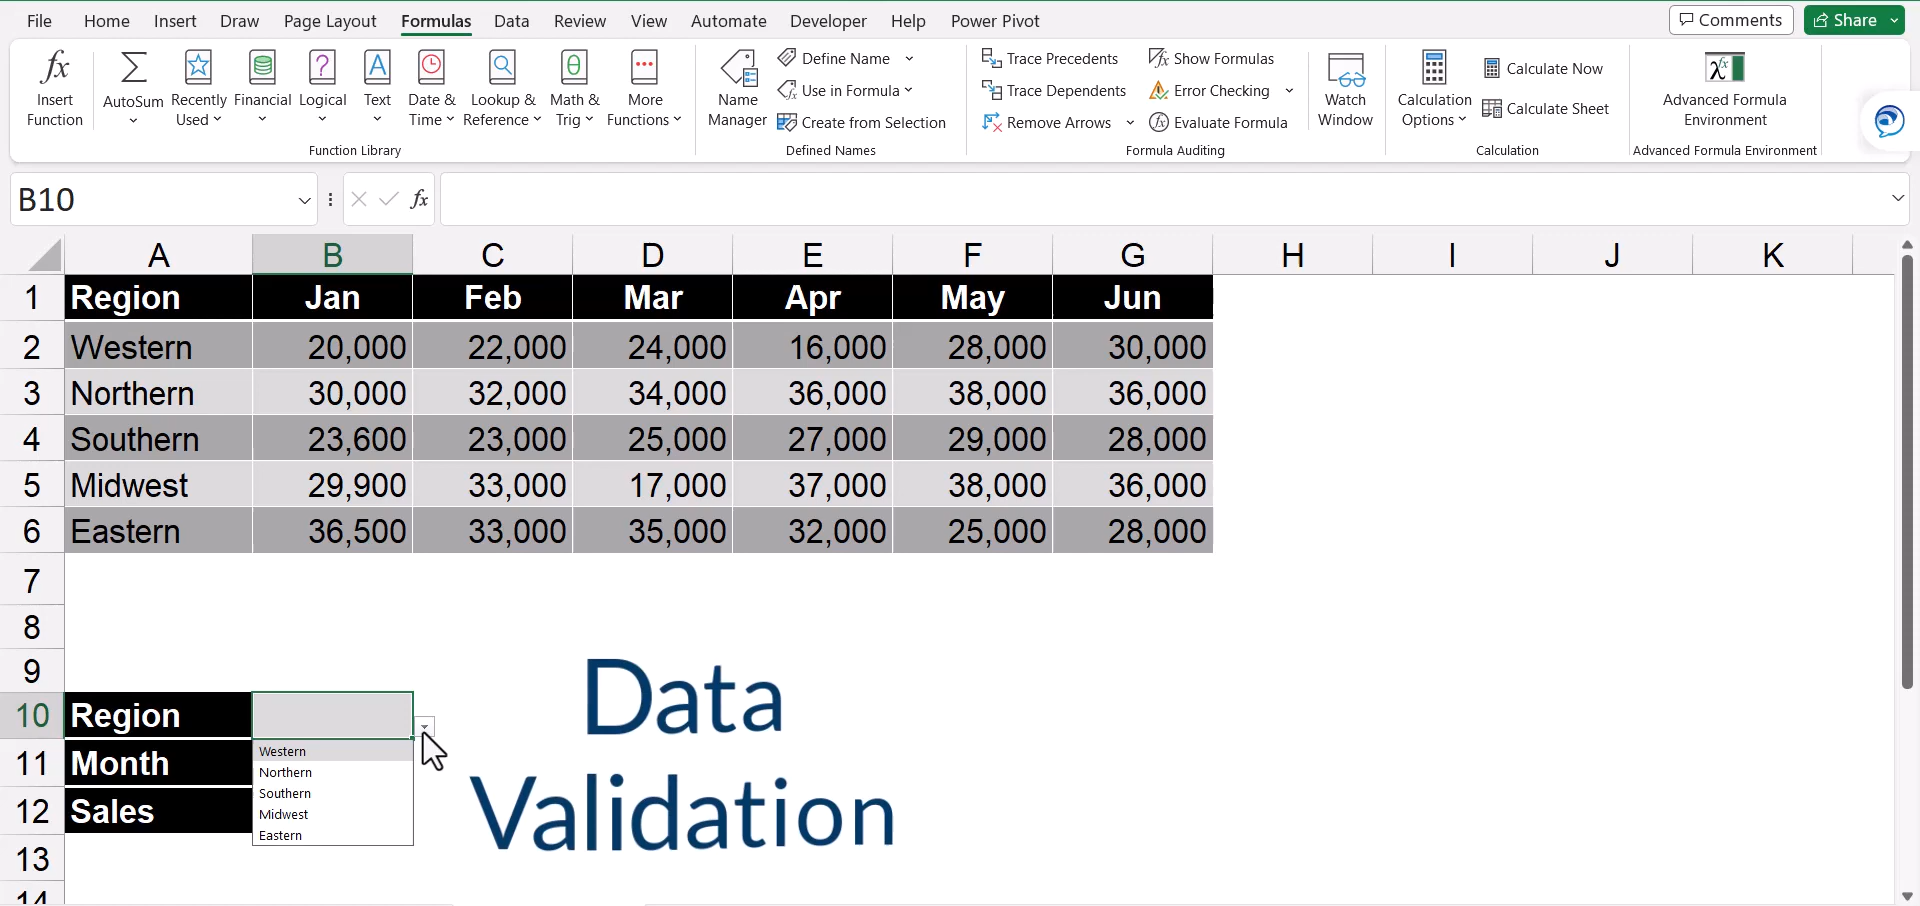 File Home Insert Draw Page Layout Formulas Data Review View Automate Developer Help Power Pivot Comments Share
fx Insert Function
AutoSum
Recently Used
Financial
Logical
Text
Date & Time
Lookup & Reference
Math & Trig
More Functions
Function Library
Name Manager
Define Name
Use in Formula
Create from Selection
Defined Names
Trace Precedents
Trace Dependents
Remove Arrows
Show Formulas
Error Checking
Evaluate Formula
Formula Auditing
Watch Window
Calculation Options
Calculate Now
Calculate Sheet
Calculation
Advanced Formula Environment
Advanced Formula Environment
B10 fx
A B C D E F G H I J K
1 Region Jan Feb Mar Apr May Jun
2 Western 20,000 22,000 24,000 16,000 28,000 30,000
3 Northern 30,000 32,000 34,000 36,000 38,000 36,000
4 Southern 23,600 23,000 25,000 27,000 29,000 28,000
5 Midwest 29,900 33,000 17,000 37,000 38,000 36,000
6 Eastern 36,500 33,000 35,000 32,000 25,000 28,000
7
8
9
10 Region
11 Month
12 Sales
13
14
Western
Northern
Southern
Midwest
Eastern
Data
Validation